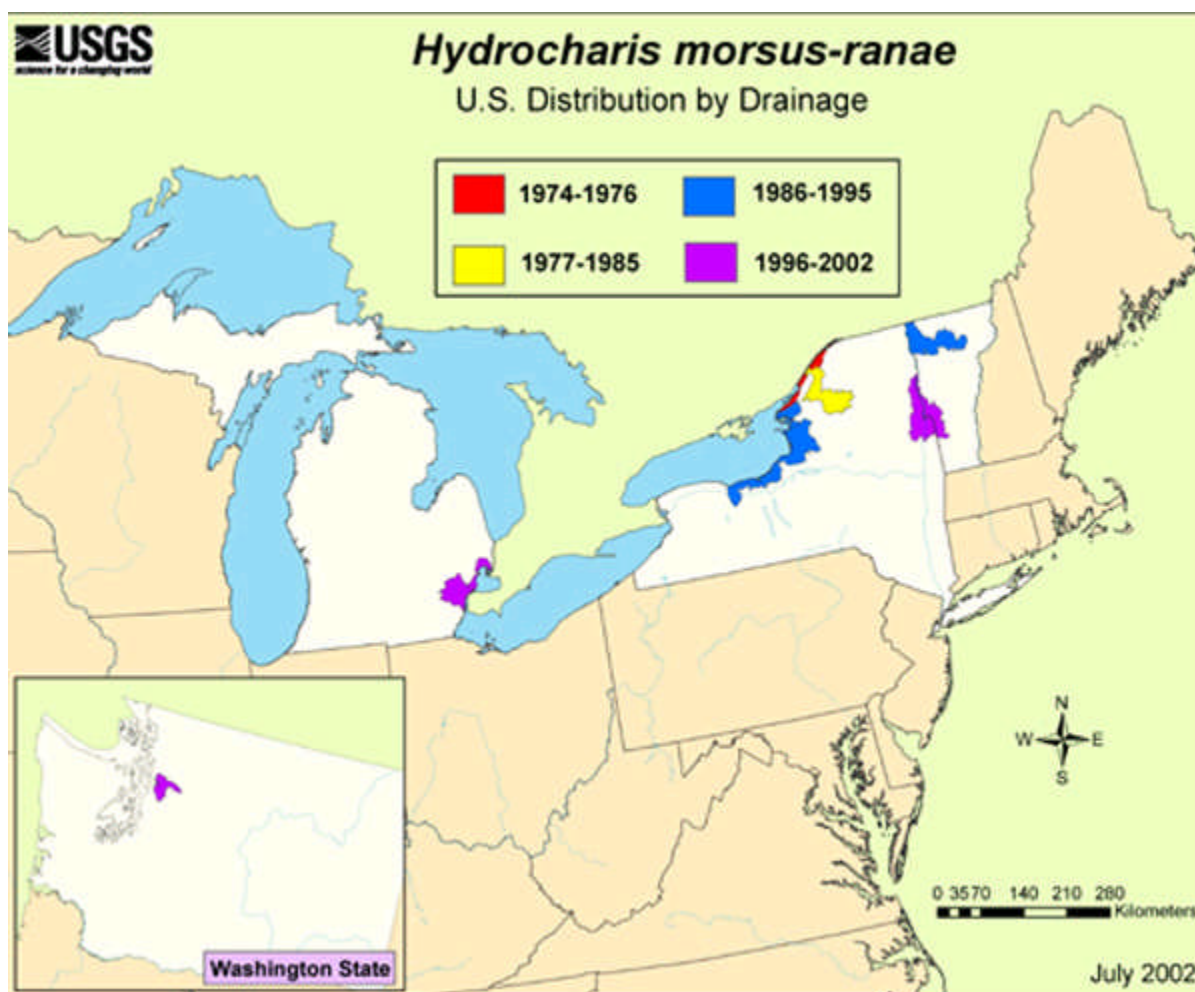 USGS
science for a changing world
Hydrocharis morsus-ranae
U.S. Distribution by Drainage
1974-1976
1986-1995
1977-1985
1996-2002
N
W E
S
0 35 70 140 210 280
Kilometers
Washington State
July 2002